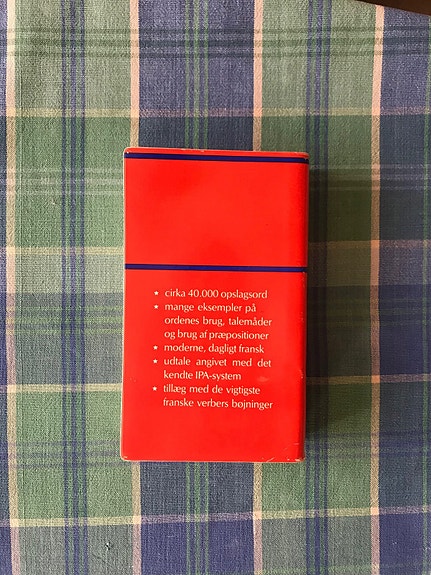 ★ cirka 40.000 opslagsord
★ mange eksempler på
ordenes brug, talemåder
og brug af præpositioner
★ moderne, dagligt fransk
★ udtale angivet med det
kendte IPA-system
★ tillæg med de vigtigste
franske verbers bøjninger